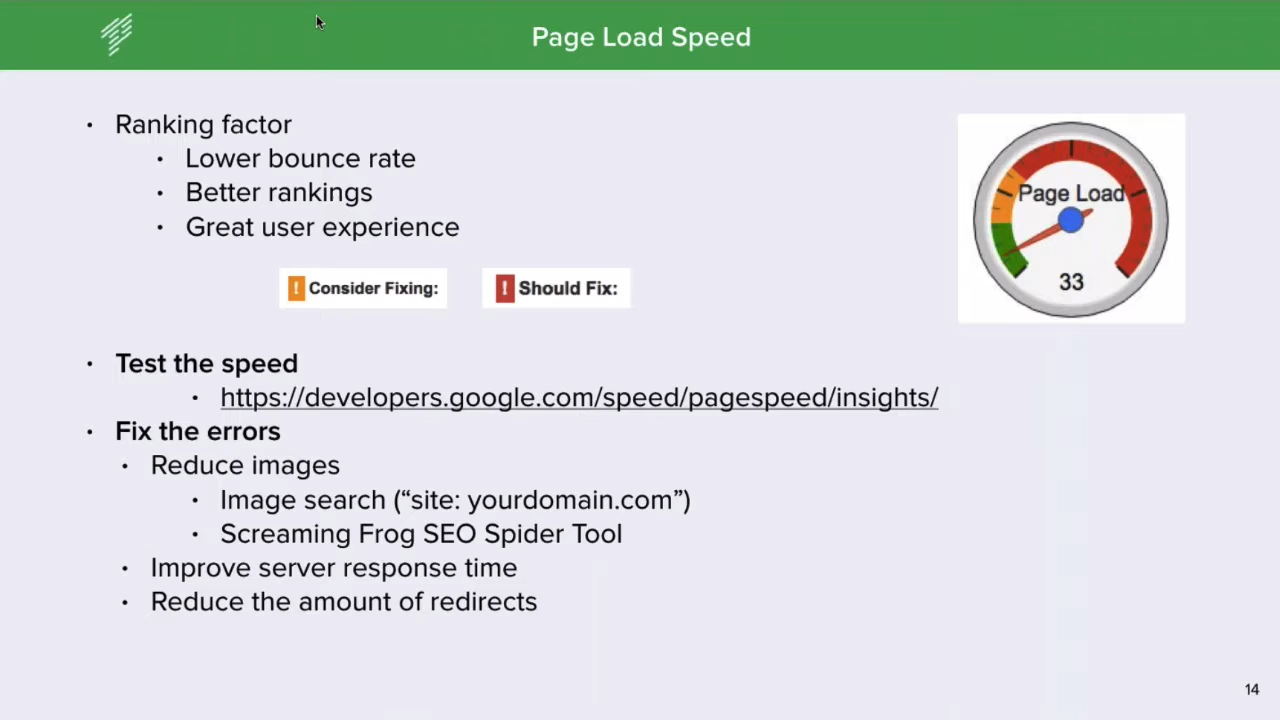 Page Load Speed
• Ranking factor
• Lower bounce rate
• Better rankings
• Great user experience
Page Load
33
! Consider Fixing:
! Should Fix:
• Test the speed
• https://developers.google.com/speed/pagespeed/insights/
• Fix the errors
• Reduce images
• Image search (“site: yourdomain.com”)
• Screaming Frog SEO Spider Tool
• Improve server response time
• Reduce the amount of redirects
14